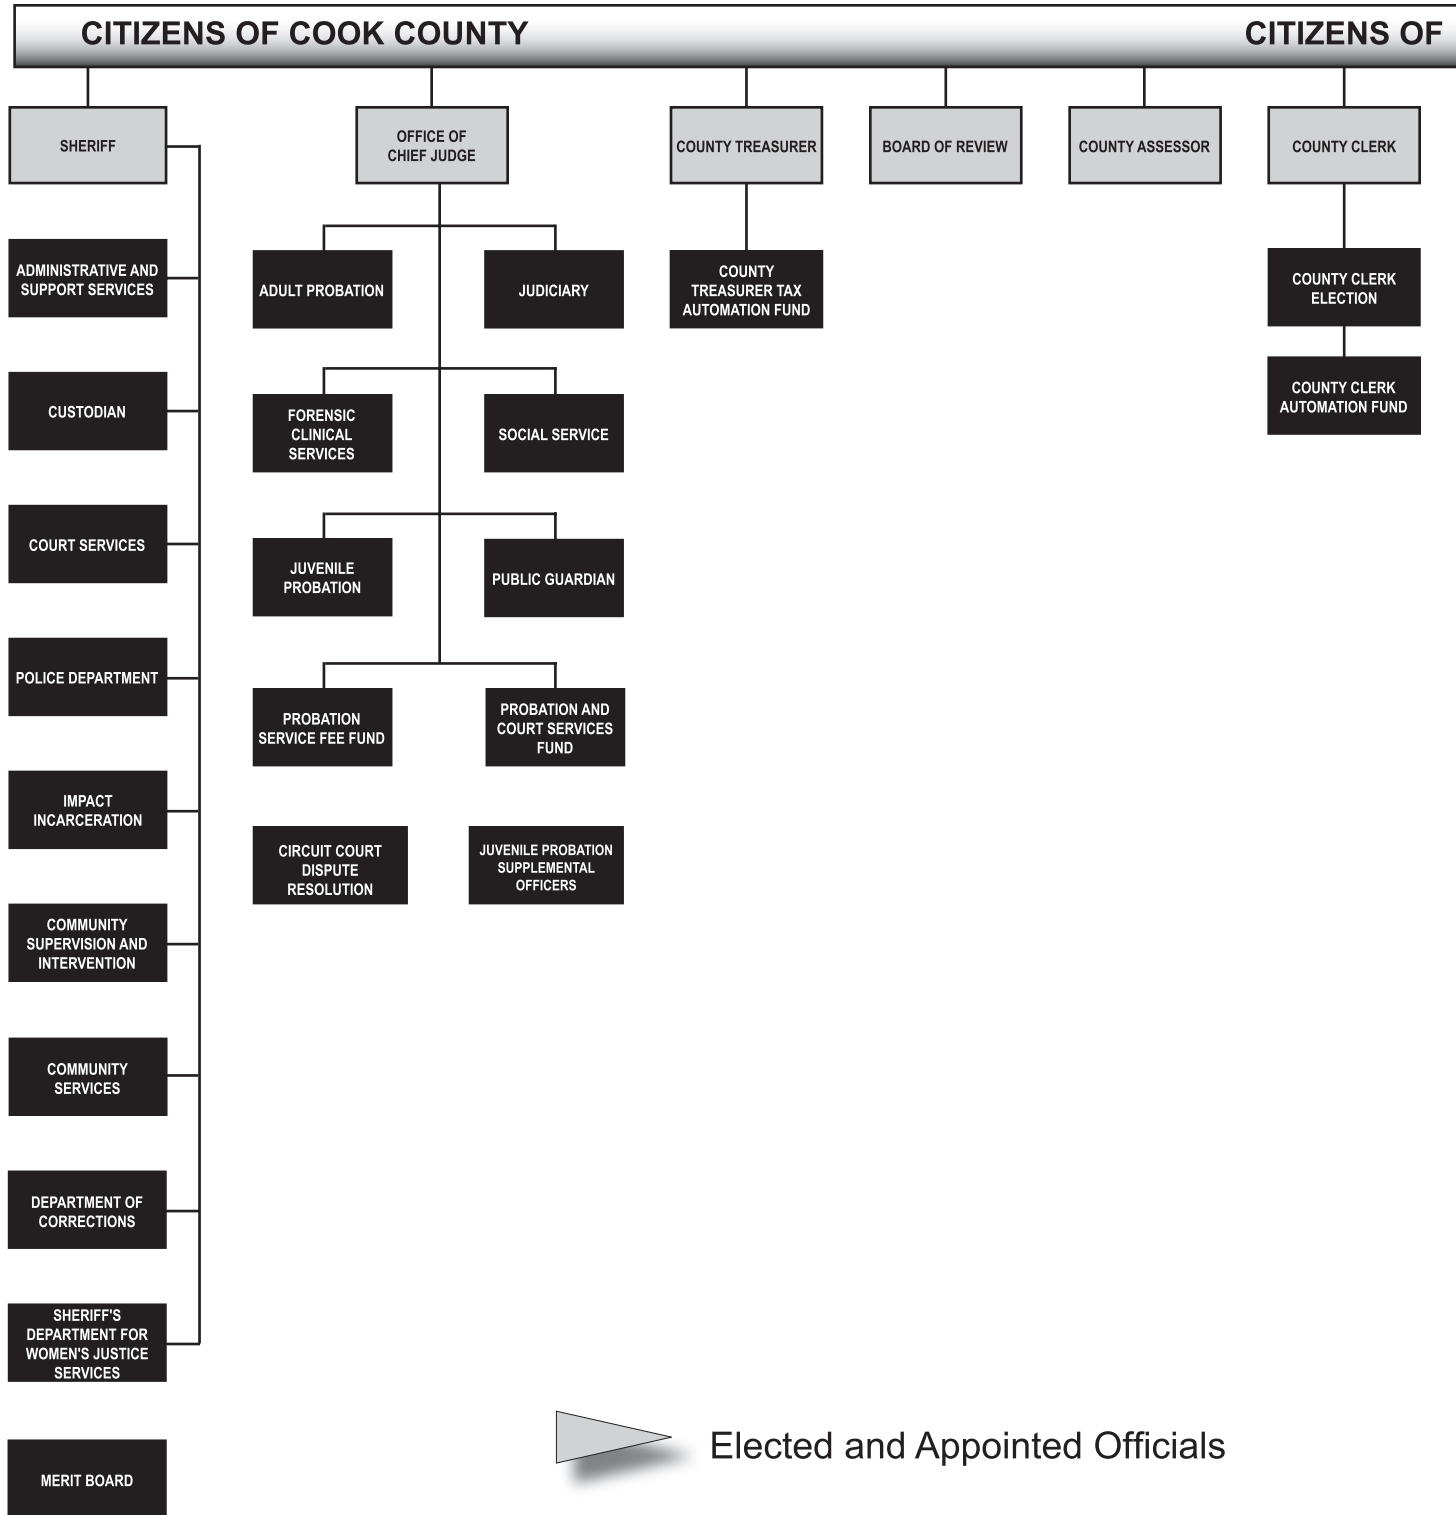 CITIZENS OF COOK COUNTY
CITIZENS OF
SHERIFF
OFFICE OF
CHIEF JUDGE
COUNTY TREASURER
BOARD OF REVIEW
COUNTY ASSESSOR
COUNTY CLERK
ADMINISTRATIVE AND
SUPPORT SERVICES
CUSTODIAN
COURT SERVICES
POLICE DEPARTMENT
IMPACT
INCARCERATION
COMMUNITY
SUPERVISION AND
INTERVENTION
COMMUNITY
SERVICES
DEPARTMENT OF
CORRECTIONS
SHERIFF'S
DEPARTMENT FOR
WOMEN'S JUSTICE
SERVICES
MERIT BOARD
ADULT PROBATION
JUDICIARY
FORENSIC
CLINICAL
SERVICES
SOCIAL SERVICE
JUVENILE
PROBATION
PUBLIC GUARDIAN
PROBATION
SERVICE FEE FUND
PROBATION AND
COURT SERVICES
FUND
CIRCUIT COURT
DISPUTE
RESOLUTION
JUVENILE PROBATION
SUPPLEMENTAL
OFFICERS
COUNTY
TREASURER TAX
AUTOMATION FUND
COUNTY CLERK
ELECTION
COUNTY CLERK
AUTOMATION FUND
Elected and Appointed Officials